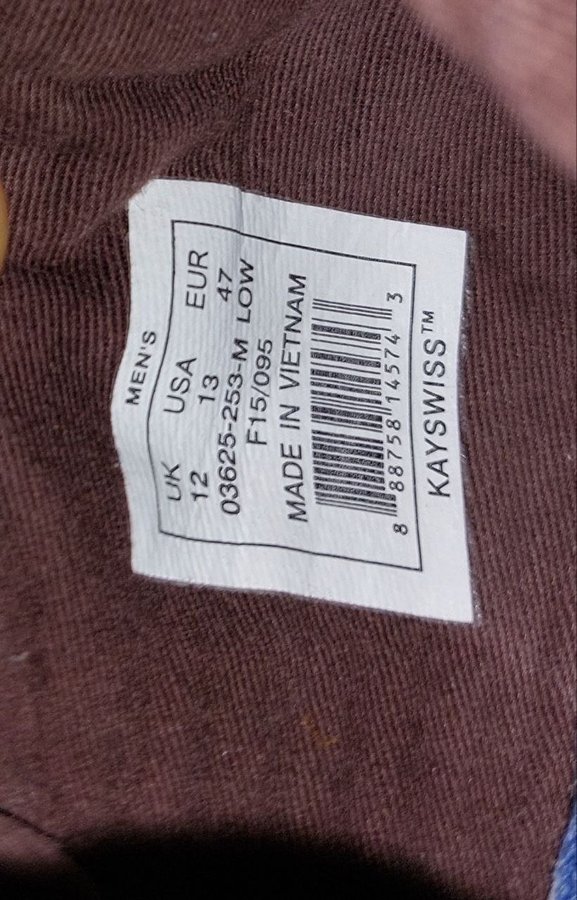 MEN'S
UK USA EUR
12 13 47
03625-253-M LOW
F15/095
MADE IN VIETNAM
8 88758 14574 3
KAYSWISS™